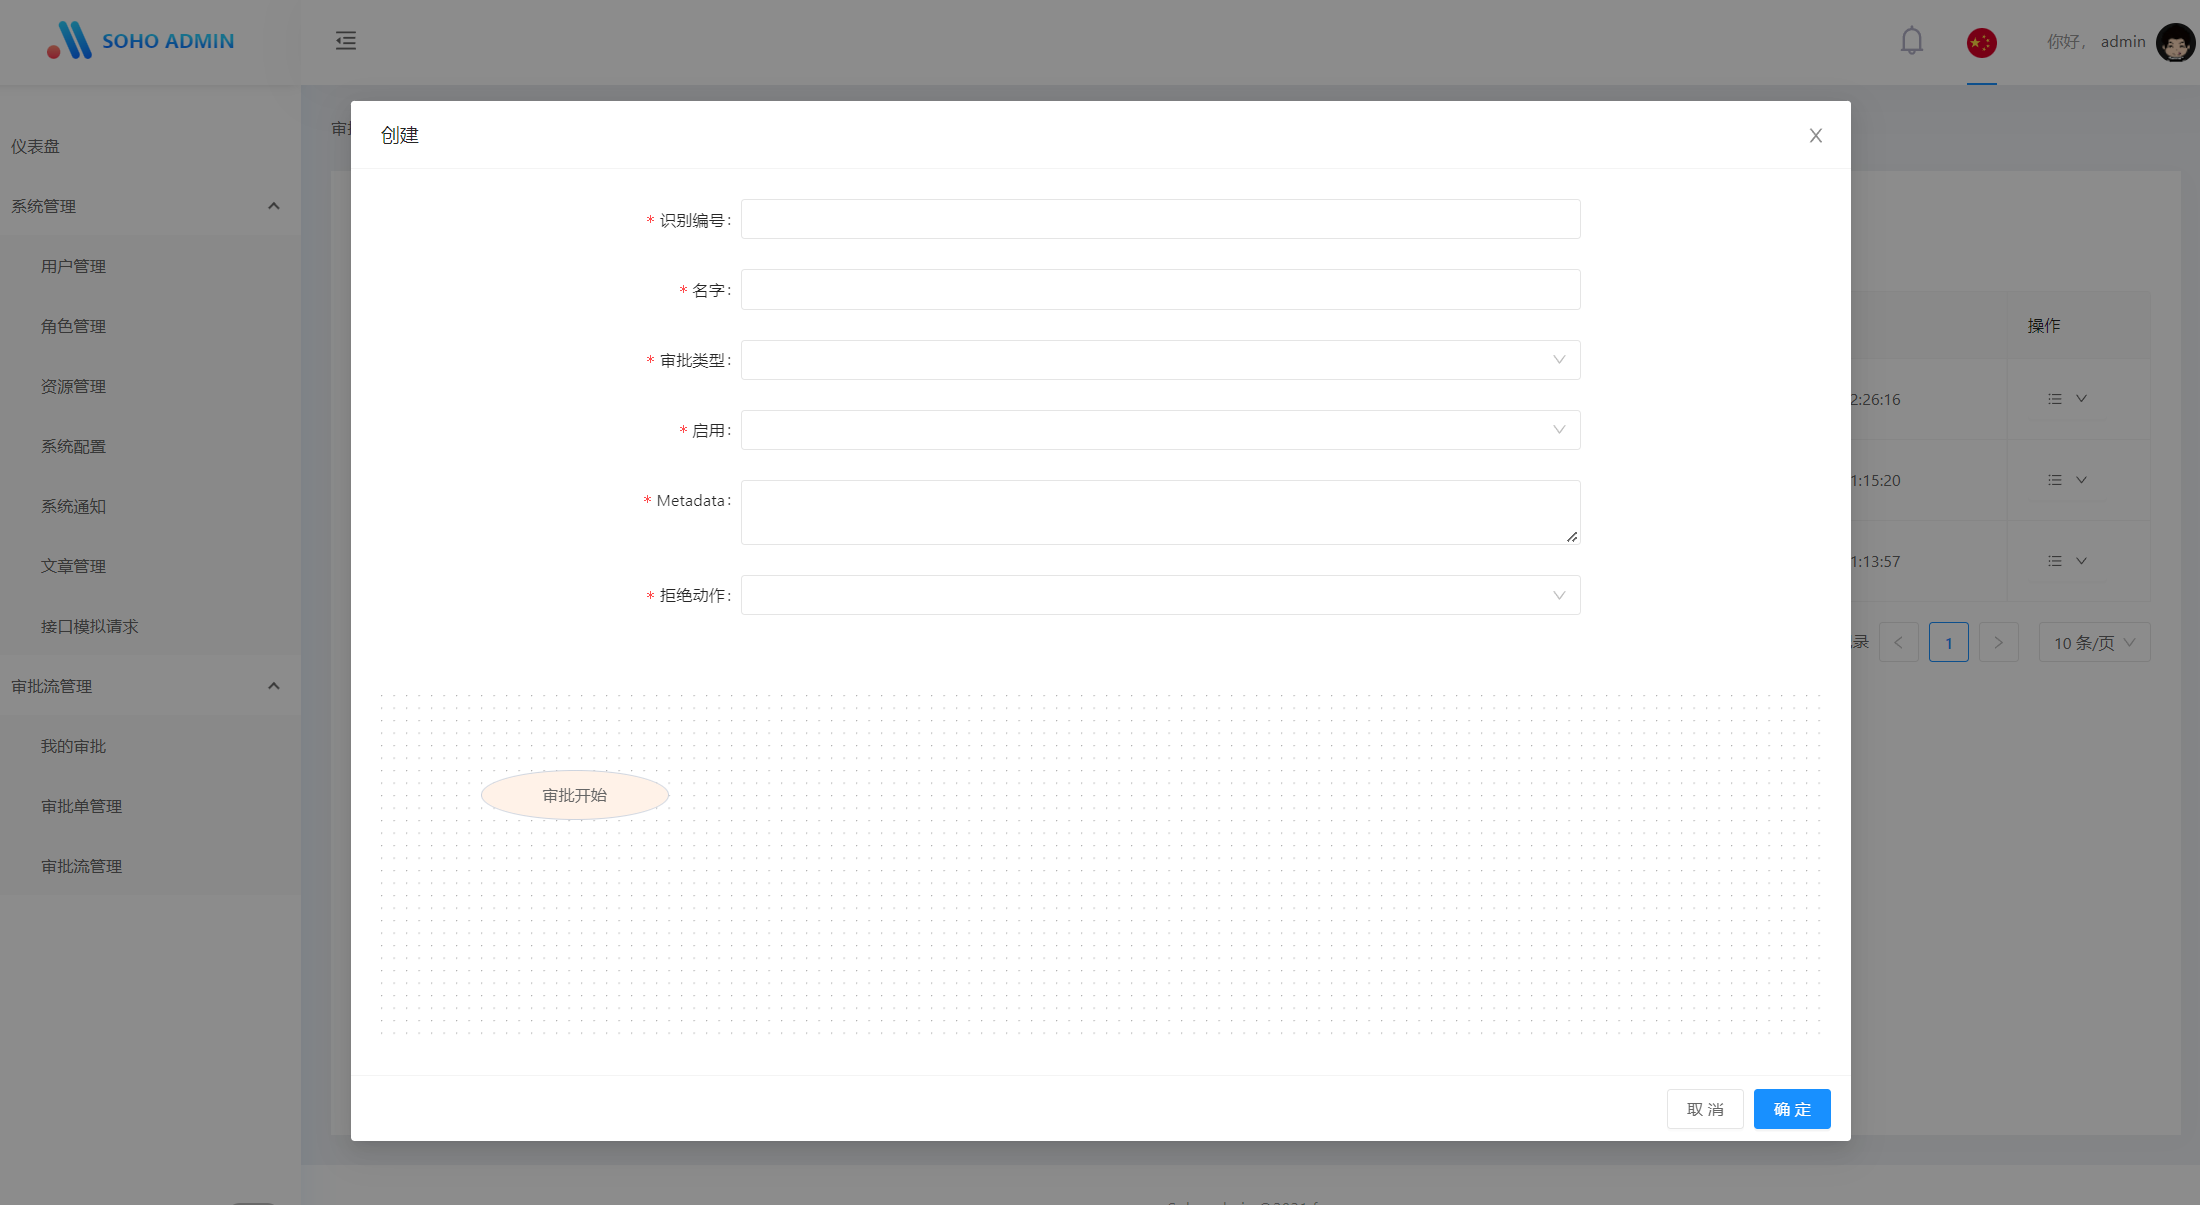 SOHO ADMIN
你好，
admin
仪表盘
系统管理
用户管理
角色管理
资源管理
系统配置
系统通知
文章管理
接口模拟请求
审批流管理
我的审批
审批单管理
审批流管理
创建
* 识别编号:
* 名字:
* 审批类型:
* 启用:
* Metadata:
* 拒绝动作:
审批开始
取 消
确 定
操作
2:26:16
1:15:20
1:13:57
录
1
10 条/页